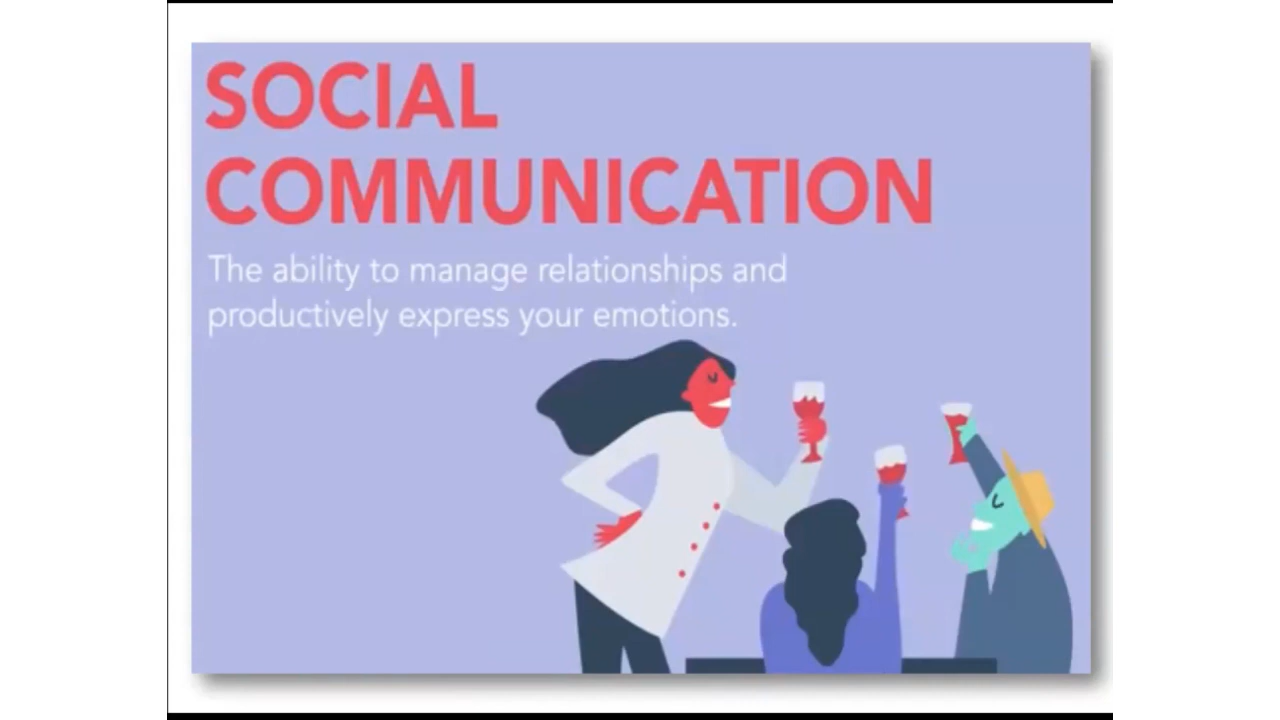 SOCIAL
COMMUNICATION
The ability to manage relationships and
productively express your emotions.